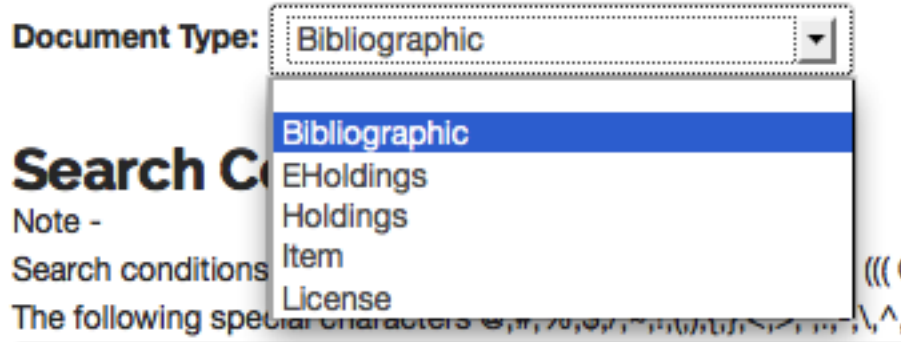 Document Type: Bibliographic
Bibliographic
EHoldings
Holdings
Item
License
Search
Note -
Search conditions (((
The following